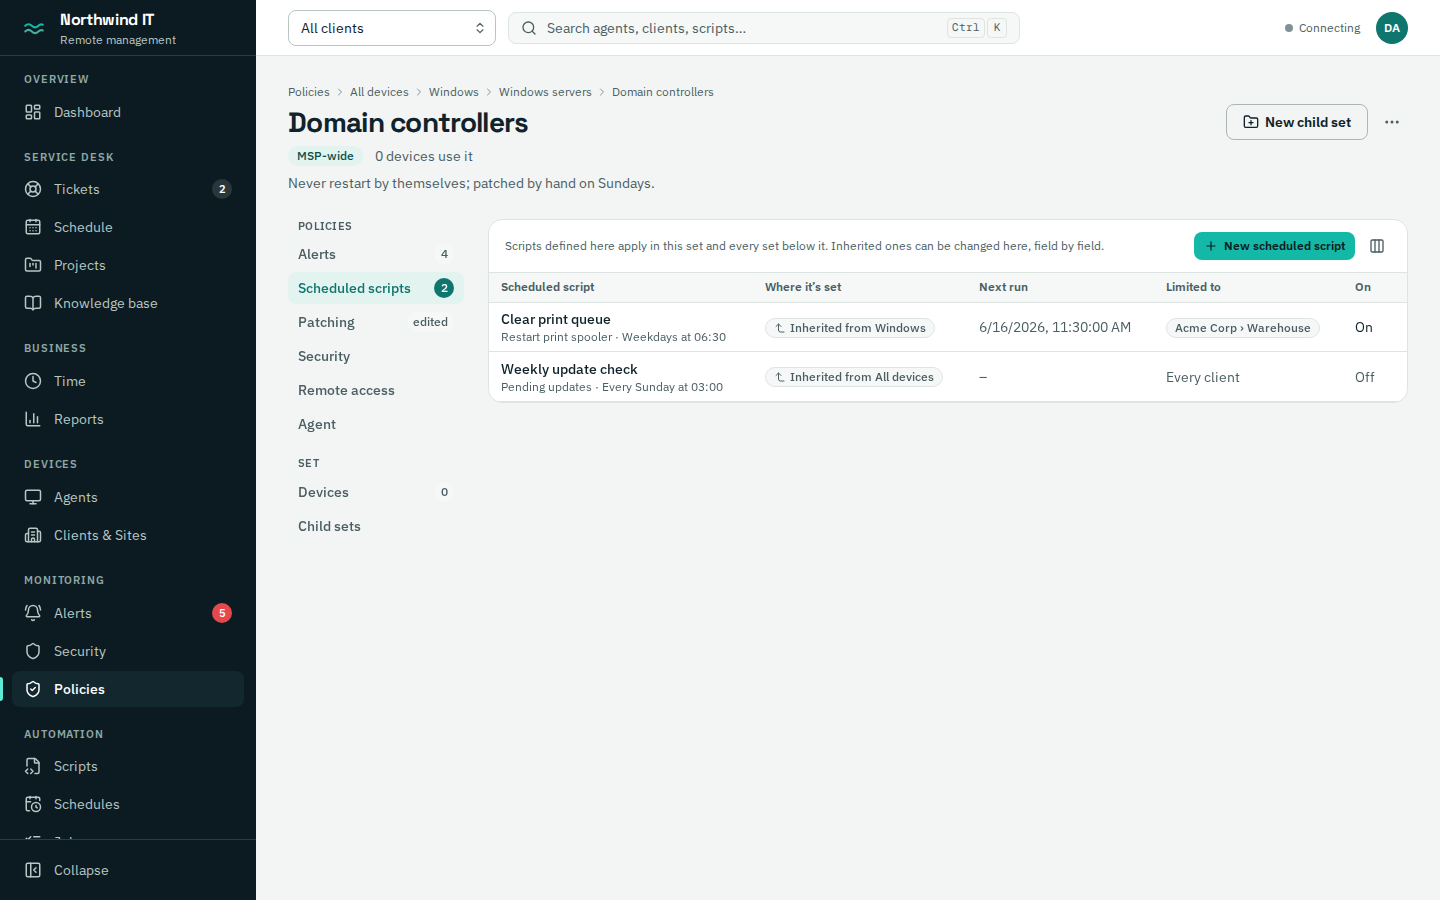 Northwind IT
Remote management
All clients
Search agents, clients, scripts...
Ctrl K
Connecting
DA
OVERVIEW
Dashboard
SERVICE DESK
Tickets 2
Schedule
Projects
Knowledge base
BUSINESS
Time
Reports
DEVICES
Agents
Clients & Sites
MONITORING
Alerts 5
Security
Policies
AUTOMATION
Scripts
Schedules
Collapse
Policies > All devices > Windows > Windows servers > Domain controllers
Domain controllers
New child set
MSP-wide 0 devices use it
Never restart by themselves; patched by hand on Sundays.
POLICIES
Alerts 4
Scheduled scripts 2
Patching edited
Security
Remote access
Agent
SET
Devices 0
Child sets
Scripts defined here apply in this set and every set below it. Inherited ones can be changed here, field by field.
New scheduled script
Scheduled script Where it's set Next run Limited to On
Clear print queue
Restart print spooler · Weekdays at 06:30
Inherited from Windows 6/16/2026, 11:30:00 AM Acme Corp › Warehouse On
Weekly update check
Pending updates · Every Sunday at 03:00
Inherited from All devices – Every client Off